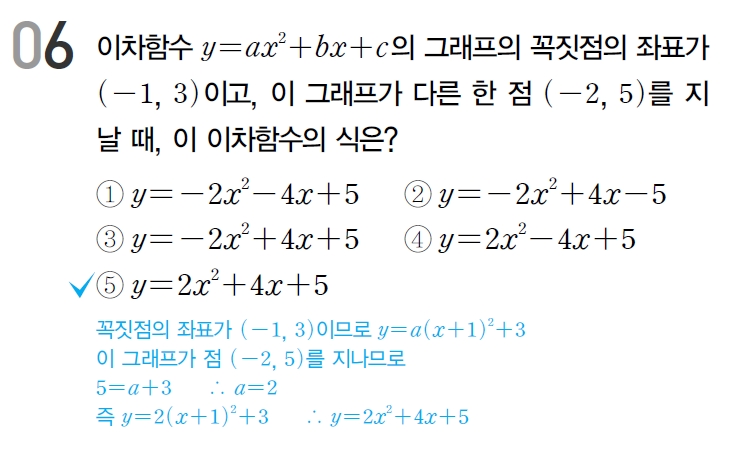 06
이차함수 y=ax²+bx+c의 그래프의 꼭짓점의 좌표가
(-1, 3)이고, 이 그래프가 다른 한 점 (-2, 5)를 지
날 때, 이 이차함수의 식은?
① y=-2x²-4x+5 ② y=-2x²+4x-5
③ y=-2x²+4x+5 ④ y=2x²-4x+5
⑤ y=2x²+4x+5
꼭짓점의 좌표가 (-1, 3)이므로 y=a(x+1)²+3
이 그래프가 점 (-2, 5)를 지나므로
5=a+3 ∴ a=2
즉 y=2(x+1)²+3 ∴ y=2x²+4x+5